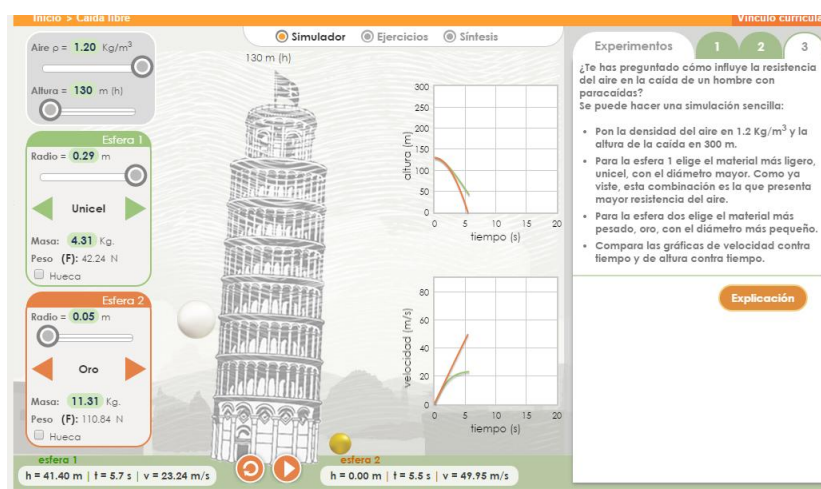 Inicio > Caída libre
Vínculo curricula
Aire ρ = 1.20 Kg/m³
Altura = 130 m (h)
Esfera 1
Radio = 0.29 m
Unicel
Masa: 4.31 Kg.
Peso (F): 42.24 N
Hueca
Esfera 2
Radio = 0.05 m
Oro
Masa: 11.31 Kg.
Peso (F): 110.84 N
Hueca
Simulador Ejercicios Síntesis
130 m (h)
altura (m)
300
250
200
150
100
50
0
0 5 10 15 20
tiempo (s)
velocidad (m/s)
80
60
40
20
0
0 5 10 15 20
tiempo (s)
esfera 1
h = 41.40 m | t = 5.7 s | v = 23.24 m/s
esfera 2
h = 0.00 m | t = 5.5 s | v = 49.95 m/s
Experimentos 1 2 3
¿Te has preguntado cómo influye la resistencia
del aire en la caída de un hombre con
paracaídas?
Se puede hacer una simulación sencilla:
• Pon la densidad del aire en 1.2 Kg/m³ y la
altura de la caída en 300 m.
• Para la esfera 1 elige el material más ligero,
unicel, con el diámetro mayor. Como ya
viste, esta combinación es la que presenta
mayor resistencia del aire.
• Para la esfera dos elige el material más
pesado, oro, con el diámetro más pequeño.
• Compara las gráficas de velocidad contra
tiempo y de altura contra tiempo.
Explicación